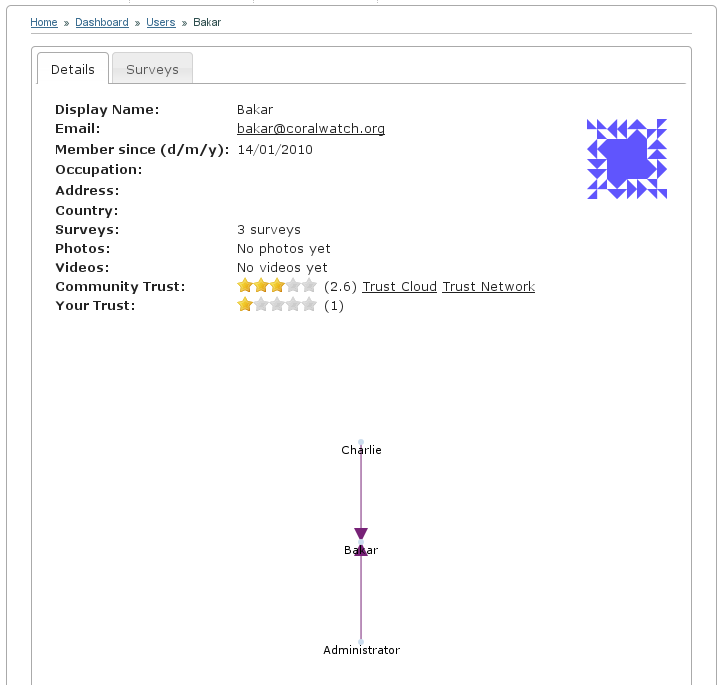 Home » Dashboard » Users » Bakar
Details Surveys
Display Name: Bakar
Email: bakar@coralwatch.org
Member since (d/m/y): 14/01/2010
Occupation:
Address:
Country:
Surveys: 3 surveys
Photos: No photos yet
Videos: No videos yet
Community Trust: (2.6) Trust Cloud Trust Network
Your Trust: (1)
Charlie
Bakar
Administrator